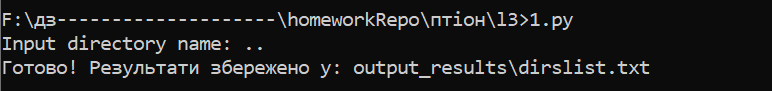 F:\дз-------------------\homeworkRepo\птіон\l3>1.py
Input directory name: ..
Готово! Результати збережено у: output_results\dirslist.txt